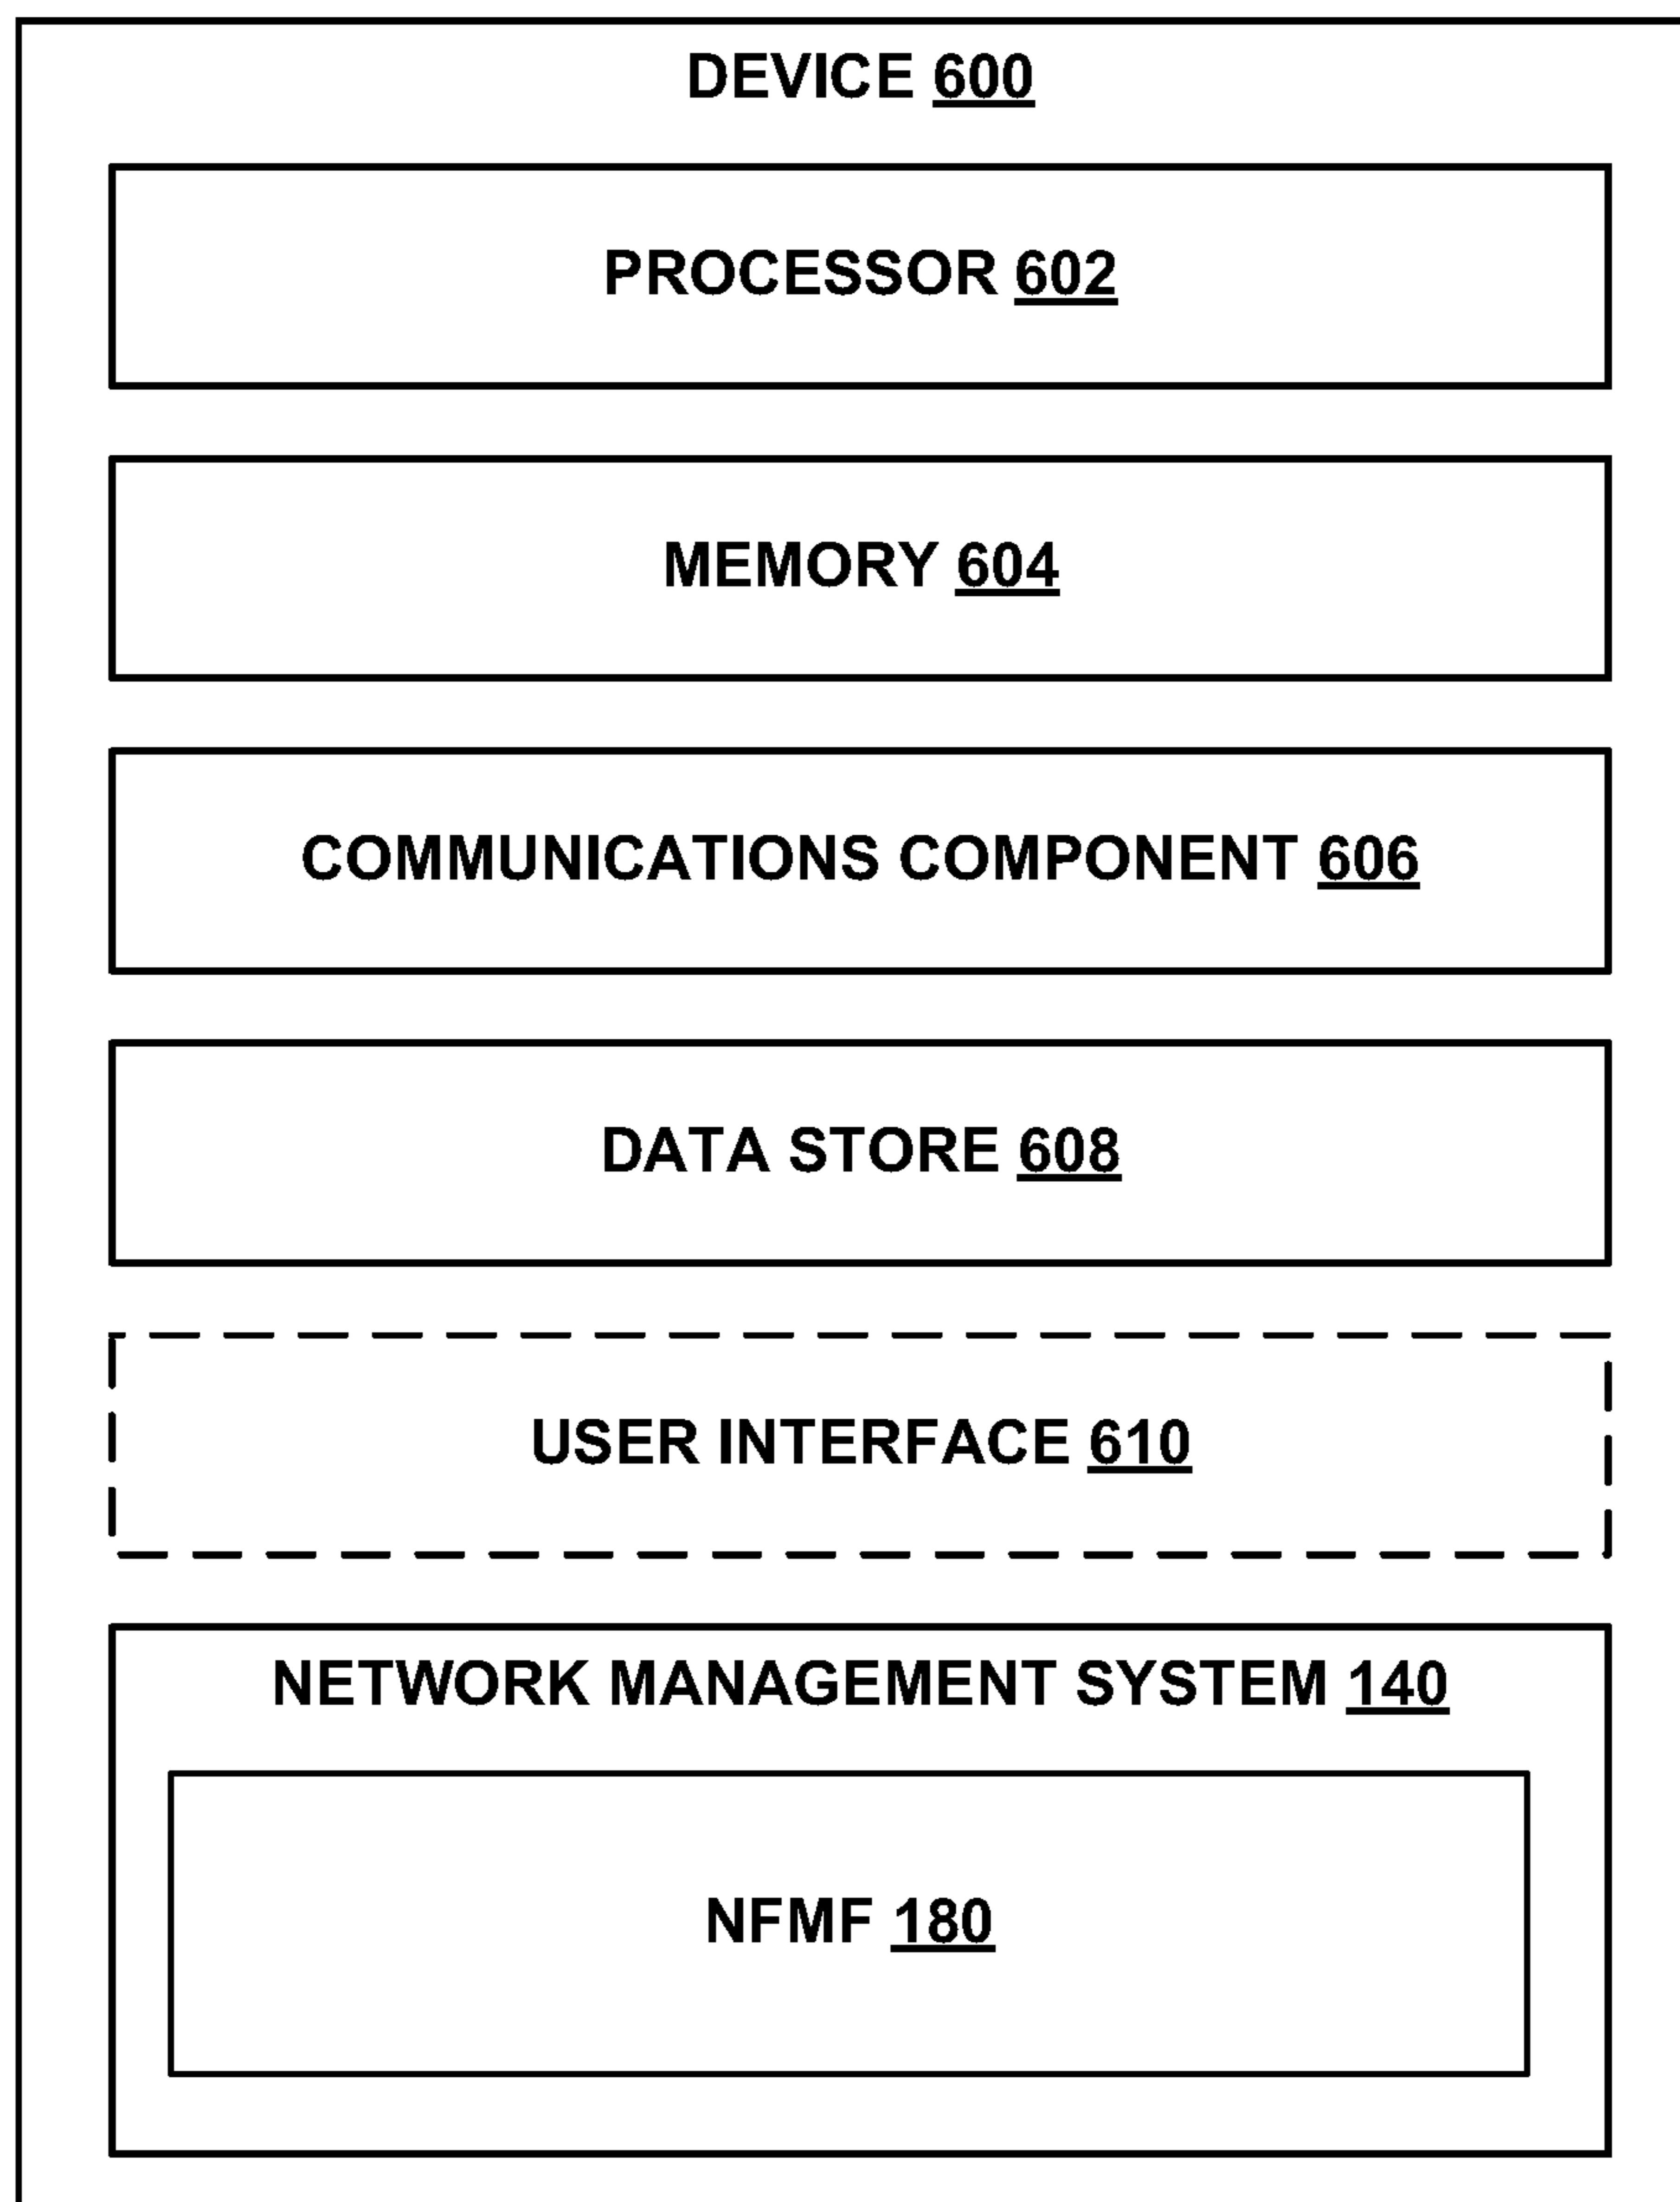 DEVICE 600
PROCESSOR 602
MEMORY 604
COMMUNICATIONS COMPONENT 606
DATA STORE 608
USER INTERFACE 610
NETWORK MANAGEMENT SYSTEM 140
NFMF 180